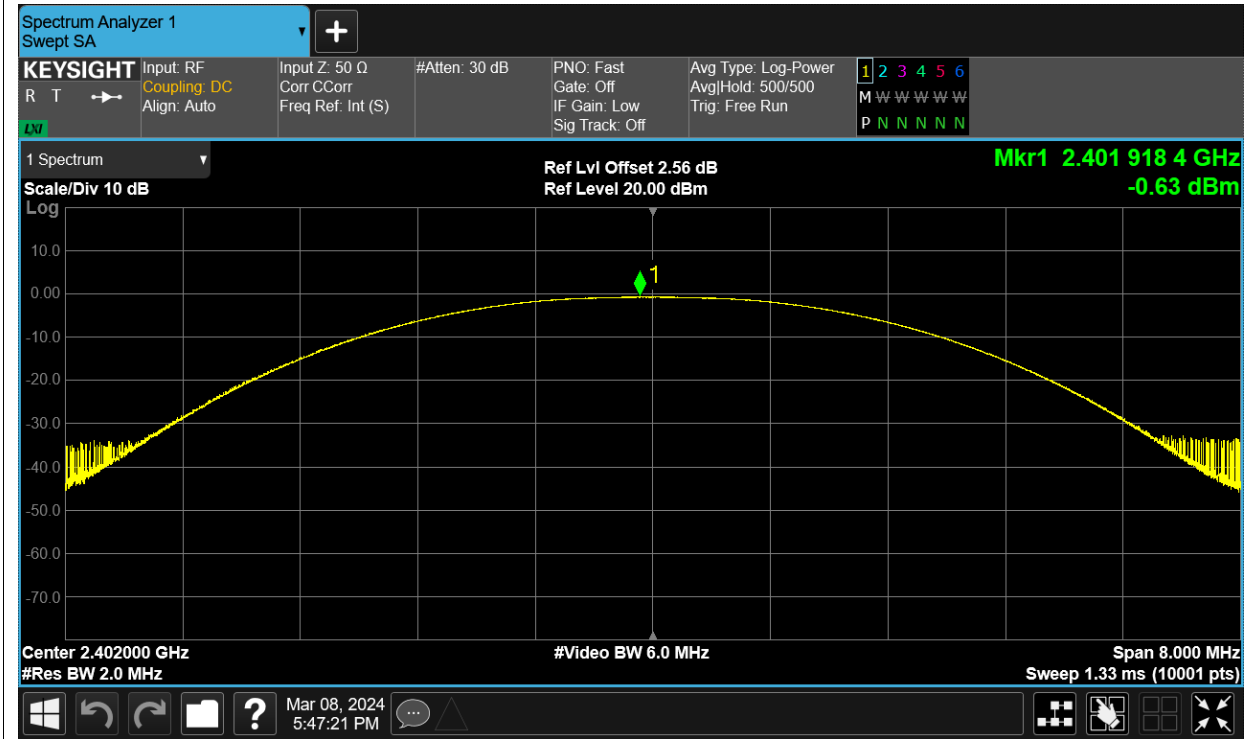 Spectrum Analyzer 1
Swept SA
+
KEYSIGHT
R T
LXI
Input: RF
Coupling: DC
Align: Auto
Input Z: 50 Ω
Corr CCorr
Freq Ref: Int (S)
#Atten: 30 dB
PNO: Fast
Gate: Off
IF Gain: Low
Sig Track: Off
Avg Type: Log-Power
Avg|Hold: 500/500
Trig: Free Run
1 2 3 4 5 6
M W W W W W
P N N N N N
1 Spectrum
Scale/Div 10 dB
Log
Ref Lvl Offset 2.56 dB
Ref Level 20.00 dBm
Mkr1 2.401 918 4 GHz
-0.63 dBm
10.0
0.00
-10.0
-20.0
-30.0
-40.0
-50.0
-60.0
-70.0
1
Center 2.402000 GHz
#Res BW 2.0 MHz
#Video BW 6.0 MHz
Span 8.000 MHz
Sweep 1.33 ms (10001 pts)
?
Mar 08, 2024
5:47:21 PM